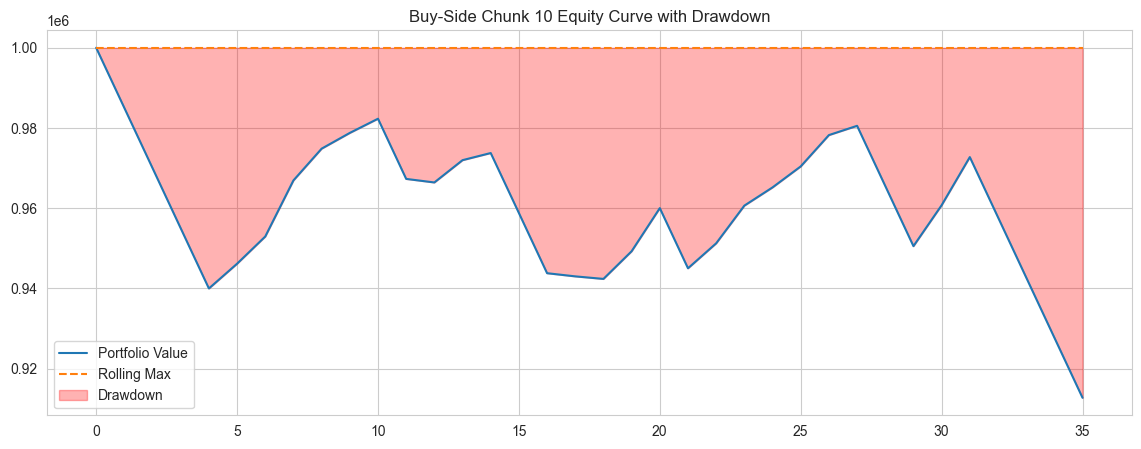 Buy-Side Chunk 10 Equity Curve with Drawdown
1e6
1.00
0.98
0.96
0.94
0.92
Portfolio Value
Rolling Max
Drawdown
0 5 10 15 20 25 30 35